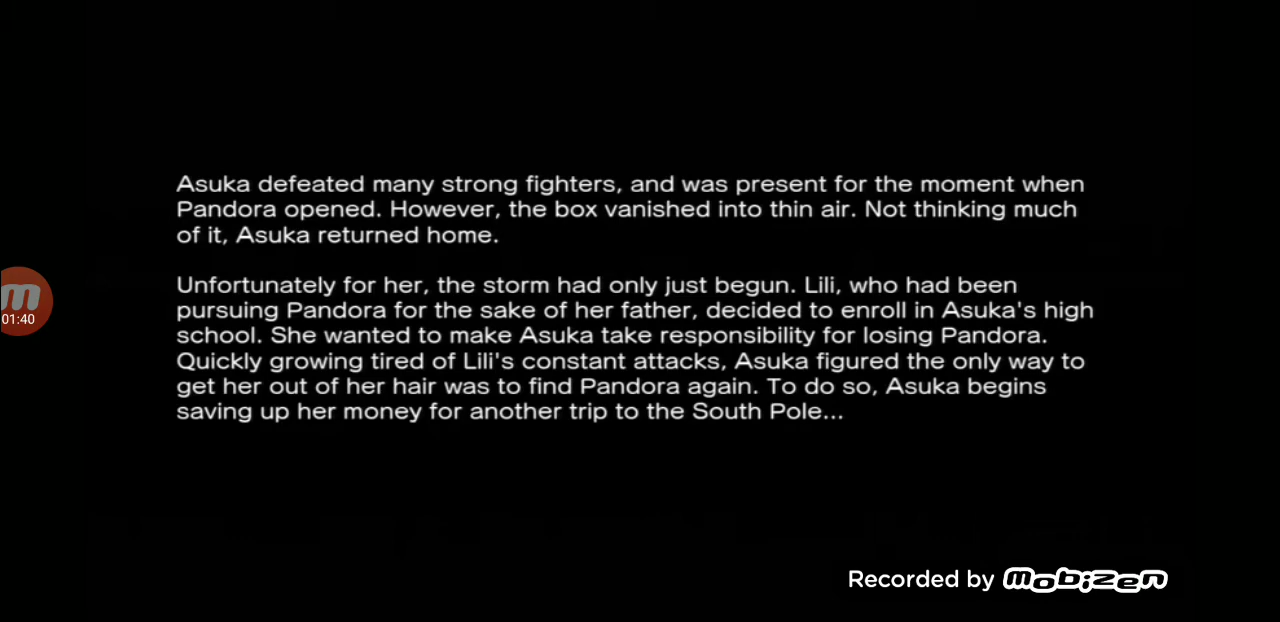 Asuka defeated many strong fighters, and was present for the moment when
Pandora opened. However, the box vanished into thin air. Not thinking much
of it, Asuka returned home.
Unfortunately for her, the storm had only just begun. Lili, who had been
pursuing Pandora for the sake of her father, decided to enroll in Asuka's high
school. She wanted to make Asuka take responsibility for losing Pandora.
Quickly growing tired of Lili's constant attacks, Asuka figured the only way to
get her out of her hair was to find Pandora again. To do so, Asuka begins
saving up her money for another trip to the South Pole...
m
01:40
Recorded by mobizen